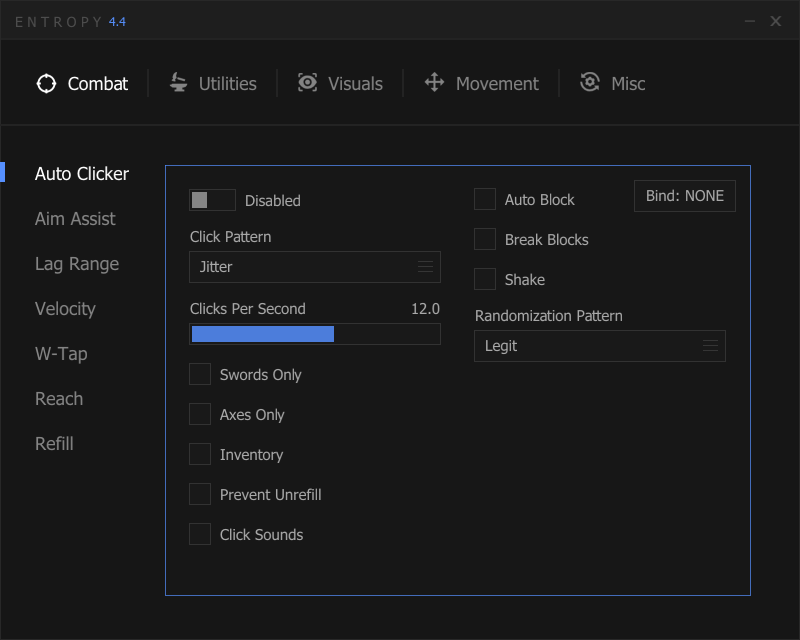 ENTROPY 4.4
Combat
Utilities
Visuals
Movement
Misc
Auto Clicker
Aim Assist
Lag Range
Velocity
W-Tap
Reach
Refill
Disabled
Click Pattern
Jitter
Clicks Per Second 12.0
Swords Only
Axes Only
Inventory
Prevent Unrefill
Click Sounds
Auto Block
Bind: NONE
Break Blocks
Shake
Randomization Pattern
Legit